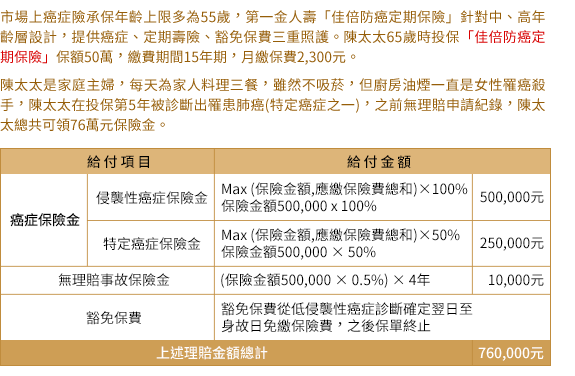 市場上癌症險承保年齡上限多為55歲，第一金人壽「佳倍防癌定期保險」針對中、高年
齡層設計，提供癌症、定期壽險、豁免保費三重照護。陳太太65歲時投保「佳倍防癌定
期保險」保額50萬，繳費期間15年期，月繳保費2,300元。
陳太太是家庭主婦，每天為家人料理三餐，雖然不吸菸，但廚房油煙一直是女性罹癌殺
手，陳太太在投保第5年被診斷出罹患肺癌(特定癌症之一)，之前無理賠申請紀錄，陳太
太總共可領76萬元保險金。
給付項目 給付金額
癌症保險金
侵襲性癌症保險金
Max (保險金額,應繳保險費總和)×100%
保險金額500,000 x 100%
500,000元
特定癌症保險金
Max (保險金額,應繳保險費總和)×50%
保險金額500,000 × 50%
250,000元
無理賠事故保險金 (保險金額500,000 × 0.5%) × 4年 10,000元
豁免保費
豁免保費從低侵襲性癌症診斷確定翌日至
身故日免繳保險費，之後保單終止
上述理賠金額總計 760,000元